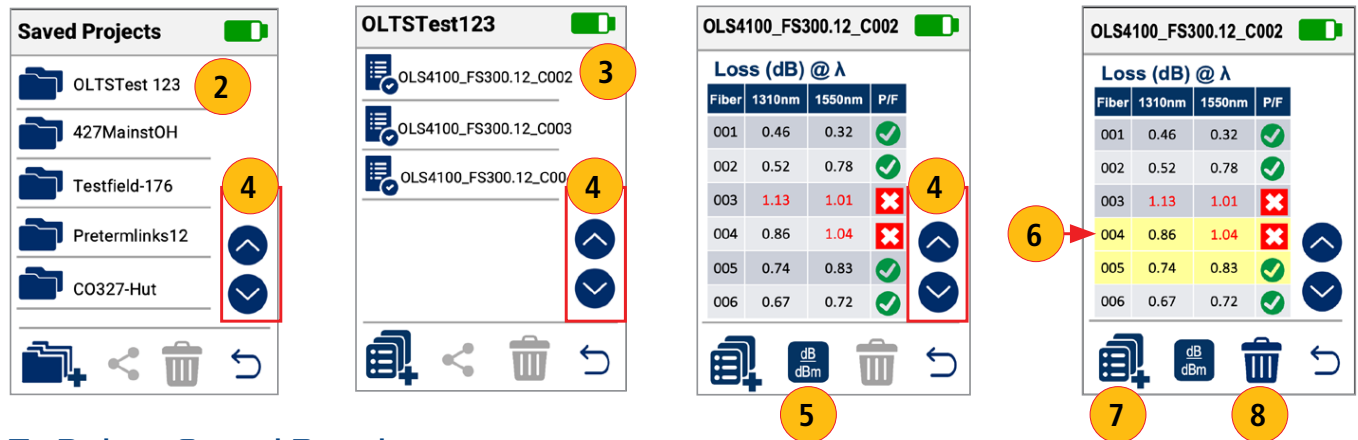 Saved Projects
OLTSTest 123
2
427MainstOH
Testfield-176
4
Pretermlinks12
CO327-Hut
OLTSTest123
OLS4100_FS300.12_C002
3
OLS4100_FS300.12_C003
OLS4100_FS300.12_C00
4
OLS4100_FS300.12_C002
Loss (dB) @ λ
Fiber 1310nm 1550nm P/F
001 0.46 0.32
002 0.52 0.78
003 1.13 1.01
4
004 0.86 1.04
005 0.74 0.83
006 0.67 0.72
dB
dBm
5
OLS4100_FS300.12_C002
Loss (dB) @ λ
Fiber 1310nm 1550nm P/F
001 0.46 0.32
002 0.52 0.78
003 1.13 1.01
6
004 0.86 1.04
005 0.74 0.83
006 0.67 0.72
dB
dBm
7
8